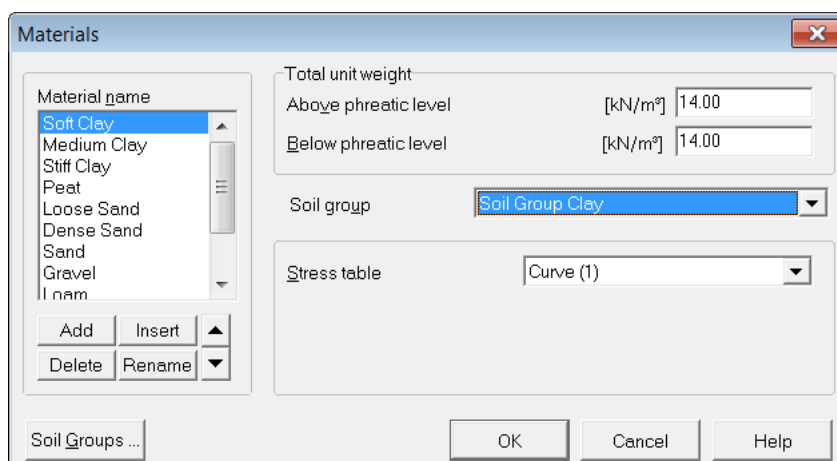 Materials
Material name
Soft Clay
Medium Clay
Stiff Clay
Peat
Loose Sand
Dense Sand
Sand
Gravel
Loam
Add Insert
Delete Rename
Total unit weight
Above phreatic level [kN/m³] 14.00
Below phreatic level [kN/m³] 14.00
Soil group Soil Group Clay
Stress table Curve (1)
Soil Groups ... OK Cancel Help